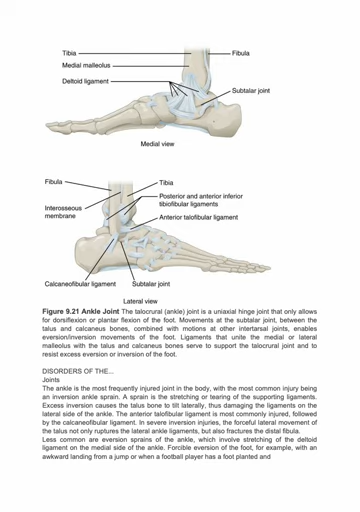 Tibia
Fibula
Medial malleolus
Deltoid ligament
Subtalar joint
Medial view
Fibula
Tibia
Posterior and anterior inferior
tibiofibular ligaments
Interosseous
membrane
Anterior talofibular ligament
Calcaneofibular ligament
Subtalar joint
Lateral view
Figure 9.21 Ankle Joint The talocrural (ankle) joint is a uniaxial hinge joint that only allows
for dorsiflexion or plantar flexion of the foot. Movements at the subtalar joint, between the
talus and calcaneus bones, combined with motions at other intertarsal joints, enables
eversion/inversion movements of the foot. Ligaments that unite the medial or lateral
malleolus with the talus and calcaneus bones serve to support the talocrural joint and to
resist excess eversion or inversion of the foot.
DISORDERS OF THE...
Joints
The ankle is the most frequently injured joint in the body, with the most common injury being
an inversion ankle sprain. A sprain is the stretching or tearing of the supporting ligaments.
Excess inversion causes the talus bone to tilt laterally, thus damaging the ligaments on the
lateral side of the ankle. The anterior talofibular ligament is most commonly injured, followed
by the calcaneofibular ligament. In severe inversion injuries, the forceful lateral movement of
the talus not only ruptures the lateral ankle ligaments, but also fractures the distal fibula.
Less common are eversion sprains of the ankle, which involve stretching of the deltoid
ligament on the medial side of the ankle. Forcible eversion of the foot, for example, with an
awkward landing from a jump or when a football player has a foot planted and